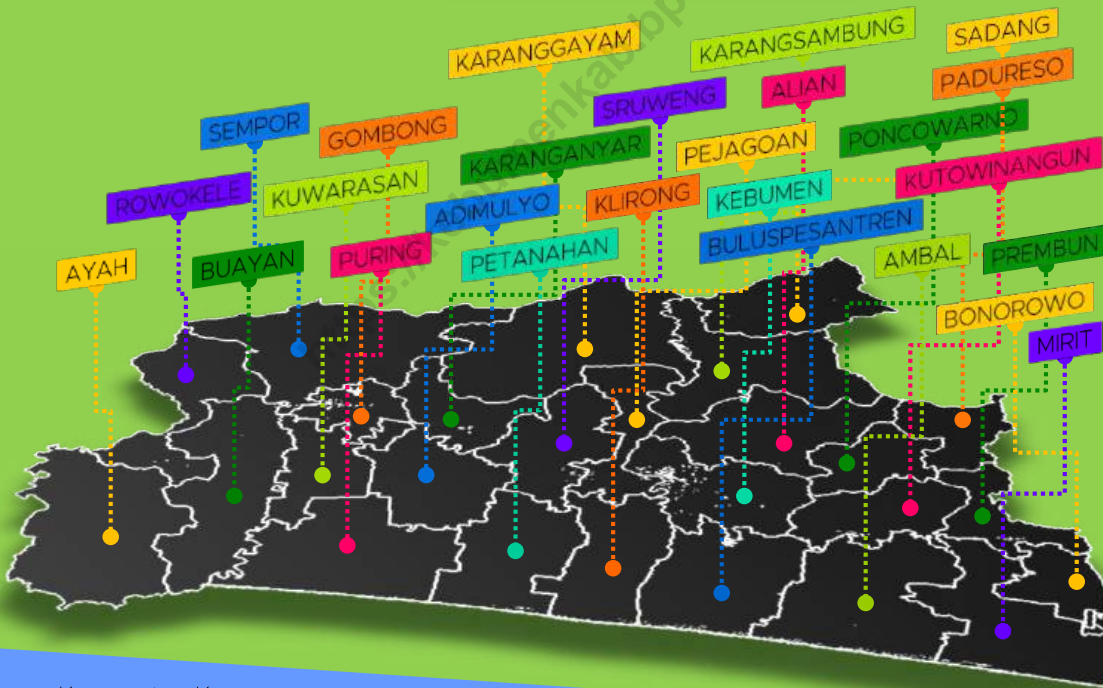 SADANG
KARANGSAMBUNG
KARANGGAYAM
PADURESO
ALIAN
SRUWENG
SEMPOR
GOMBONG
PONCOWARNO
PEJAGOAN
KARANGANYAR
KUTOWINANGUN
ROWOKELE
KUWARASAN
KLIRONG
KEBUMEN
ADIMULYO
BULUSPESANTREN
PREMBUN
AMBAL
PETANAHAN
PURING
BUAYAN
AYAH
BONOROWO
MIRIT